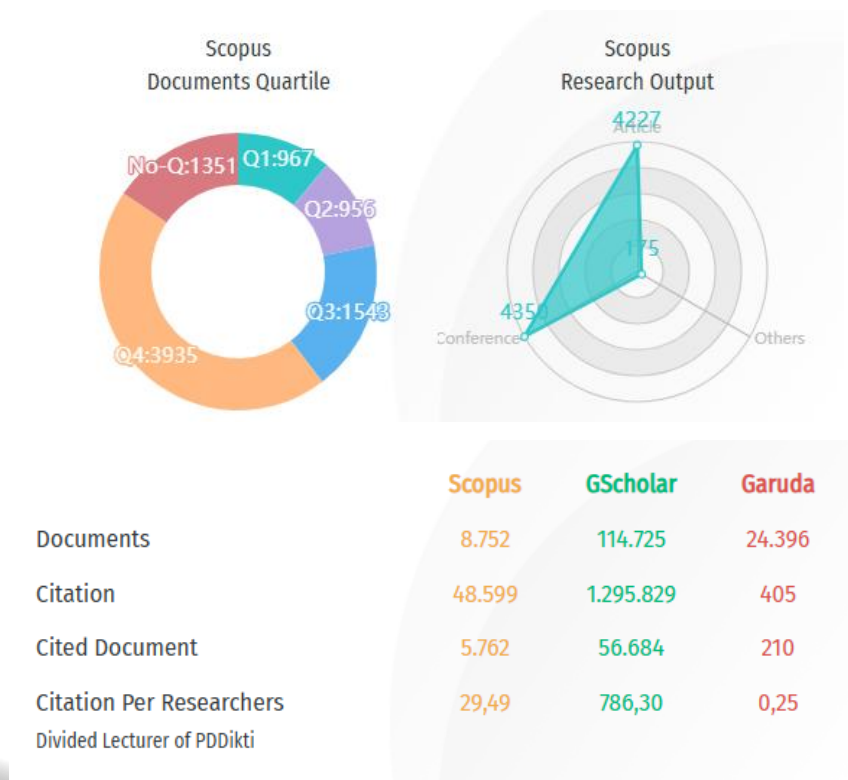 Scopus
Documents Quartile
No-Q:1351
Q1:967
Q2:956
Q3:1543
Q4:3935
Scopus
Research Output
4227
Article
175
4350
Conference
Others
Scopus GScholar Garuda
Documents 8.752 114.725 24.396
Citation 48.599 1.295.829 405
Cited Document 5.762 56.684 210
Citation Per Researchers 29,49 786,30 0,25
Divided Lecturer of PDDikti